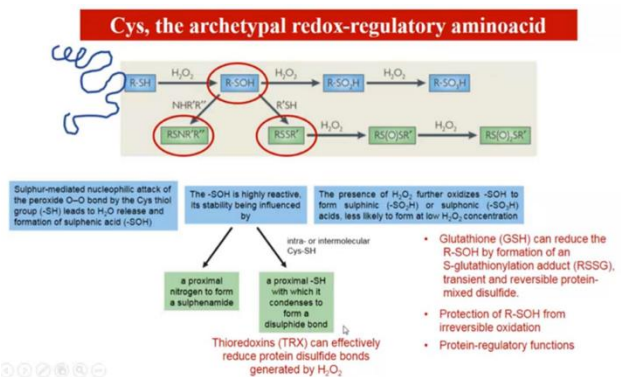 Cys, the archetypal redox-regulatory aminoacid
R-SH
H₂O₂
R-SOH
H₂O₂
R-SO₂H
H₂O₂
R-SO₃H
NHR'R''
R'SH
RSNR'R''
RSSR'
H₂O₂
RS(O)SR'
H₂O₂
RS(O)₂SR'
Sulphur-mediated nucleophilic attack of
the peroxide O–O bond by the Cys thiol
group (-SH) leads to H₂O release and
formation of sulphenic acid (-SOH)
The -SOH is highly reactive,
its stability being influenced
by
The presence of H₂O₂ further oxidizes -SOH to
form sulphinic (-SO₂H) or sulphonic (-SO₃H)
acids, less likely to form at low H₂O₂ concentration
intra- or intermolecular
Cys-SH
a proximal
nitrogen to form
a sulphenamide
a proximal -SH
with which it
condenses to
form a
disulphide bond
Thioredoxins (TRX) can effectively
reduce protein disulfide bonds
generated by H₂O₂
• Glutathione (GSH) can reduce the
R-SOH by formation of an
S-glutathionylation adduct (RSSG),
transient and reversible protein-
mixed disulfide.
• Protection of R-SOH from
irreversible oxidation
• Protein-regulatory functions